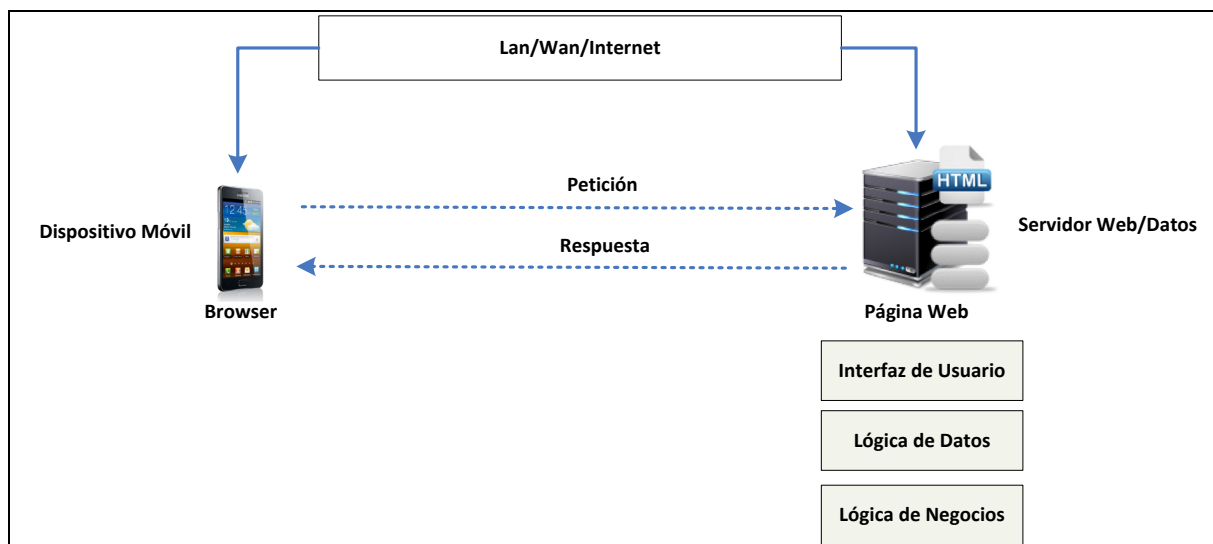 Lan/Wan/Internet
Petición
HTML
Dispositivo Móvil
Servidor Web/Datos
Respuesta
Browser
Página Web
Interfaz de Usuario
Lógica de Datos
Lógica de Negocios